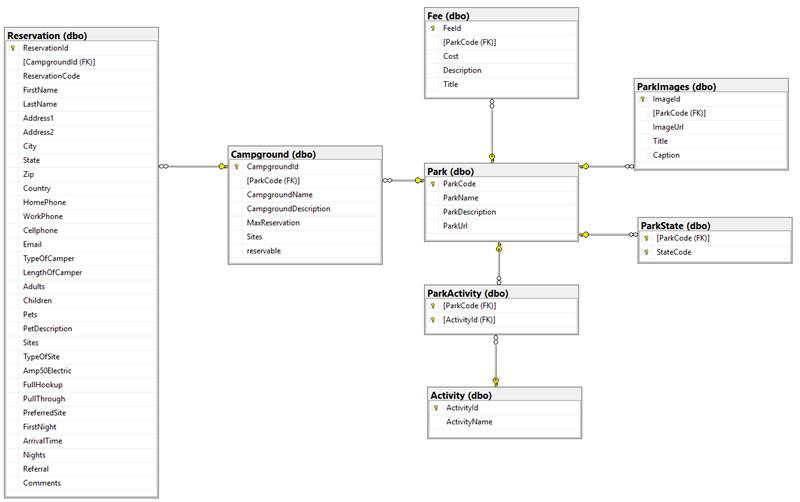 Reservation (dbo)
ReservationId
[CampgroundId (FK)]
ReservationCode
FirstName
LastName
Address1
Address2
City
State
Zip
Country
HomePhone
WorkPhone
Cellphone
Email
TypeOfCamper
LengthOfCamper
Adults
Children
Pets
PetDescription
Sites
TypeOfSite
Amp50Electric
FullHookup
PullThrough
PreferredSite
FirstNight
ArrivalTime
Nights
Referral
Comments
Campground (dbo)
CampgroundId
[ParkCode (FK)]
CampgroundName
CampgroundDescription
MaxReservation
Sites
reservable
Fee (dbo)
FeeId
[ParkCode (FK)]
Cost
Description
Title
Park (dbo)
ParkCode
ParkName
ParkDescription
ParkUrl
ParkActivity (dbo)
[ParkCode (FK)]
[ActivityId (FK)]
Activity (dbo)
ActivityId
ActivityName
ParkImages (dbo)
ImageId
[ParkCode (FK)]
ImageUrl
Title
Caption
ParkState (dbo)
[ParkCode (FK)]
StateCode